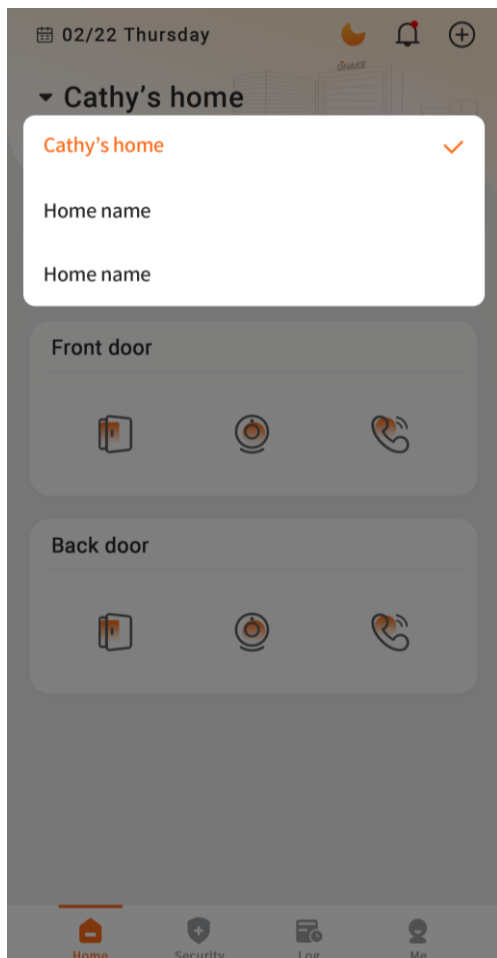 02/22 Thursday
DNAKE
Cathy's home
Cathy's home
Home name
Home name
Front door
Back door
Home
Security
Log
Me